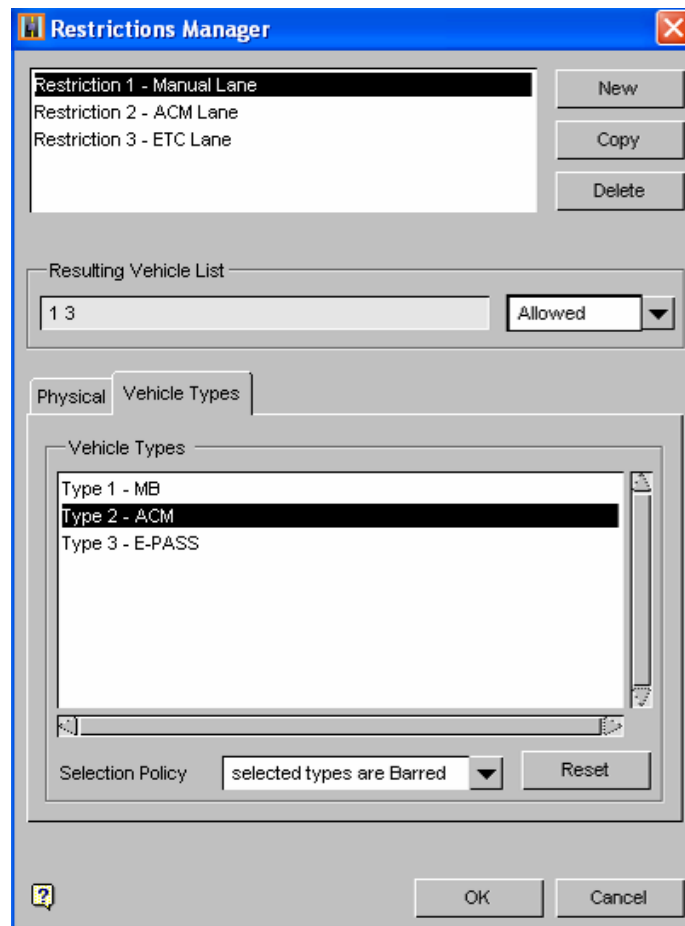 Restrictions Manager
Restriction 1 - Manual Lane
Restriction 2 - ACM Lane
Restriction 3 - ETC Lane
New
Copy
Delete
Resulting Vehicle List
1 3
Allowed
Physical
Vehicle Types
Vehicle Types
Type 1 - MB
Type 2 - ACM
Type 3 - E-PASS
Selection Policy
selected types are Barred
Reset
?
OK
Cancel